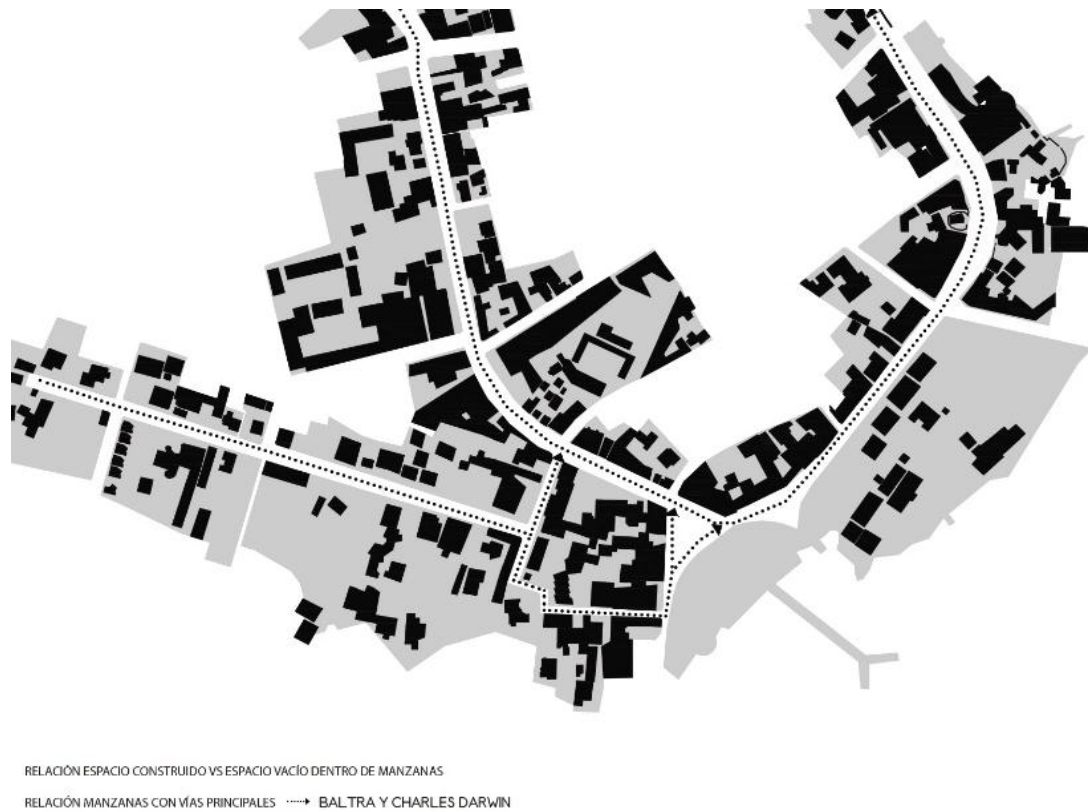 RELACIÓN ESPACIO CONSTRUIDO VS ESPACIO VACÍO DENTRO DE MANZANAS
RELACIÓN MANZANAS CON VÍAS PRINCIPALES BALTRA Y CHARLES DARWIN